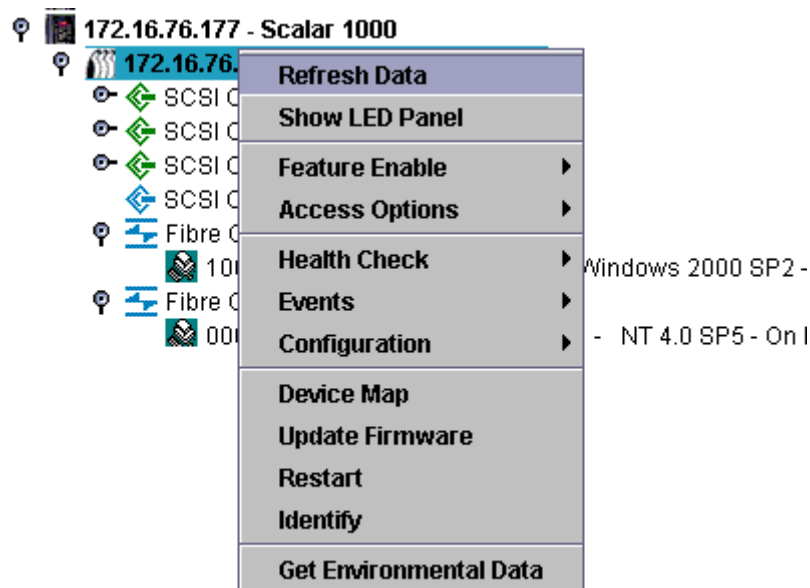 172.16.76.177 - Scalar 1000
172.16.76.
Refresh Data
SCSI
Show LED Panel
SCSI
SCSI
Feature Enable
SCSI
Access Options
Fibre
Health Check
100 Windows 2000 SP2 -
Fibre
Events
000 - NT 4.0 SP5 - On
Configuration
Device Map
Update Firmware
Restart
Identify
Get Environmental Data